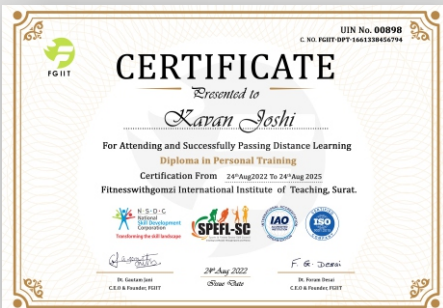 UIN No. 00898
C. NO. FGIIT-DPT-1661338456794
FGIIT
CERTIFICATE
Presented to
Kavan Joshi
For Attending and Successfully Passing Distance Learning
Diploma in Personal Training
Certification From 24thAug2022 To 24thAug 2025
Fitnesswithgomzi International Institute of Teaching, Surat.
N·S·D·C
National
Skill Development
Corporation
Transforming the skill landscape
SPEFL-SC
IAO
CERTIFIED
ISO
COMPANY
F. G. Desai
Dr. Gautam Jani
C.E.O & Founder, FGIIT
24th Aug 2022
Issue Date
Dr. Param Desai
C.E.O & Founder, FGIIT